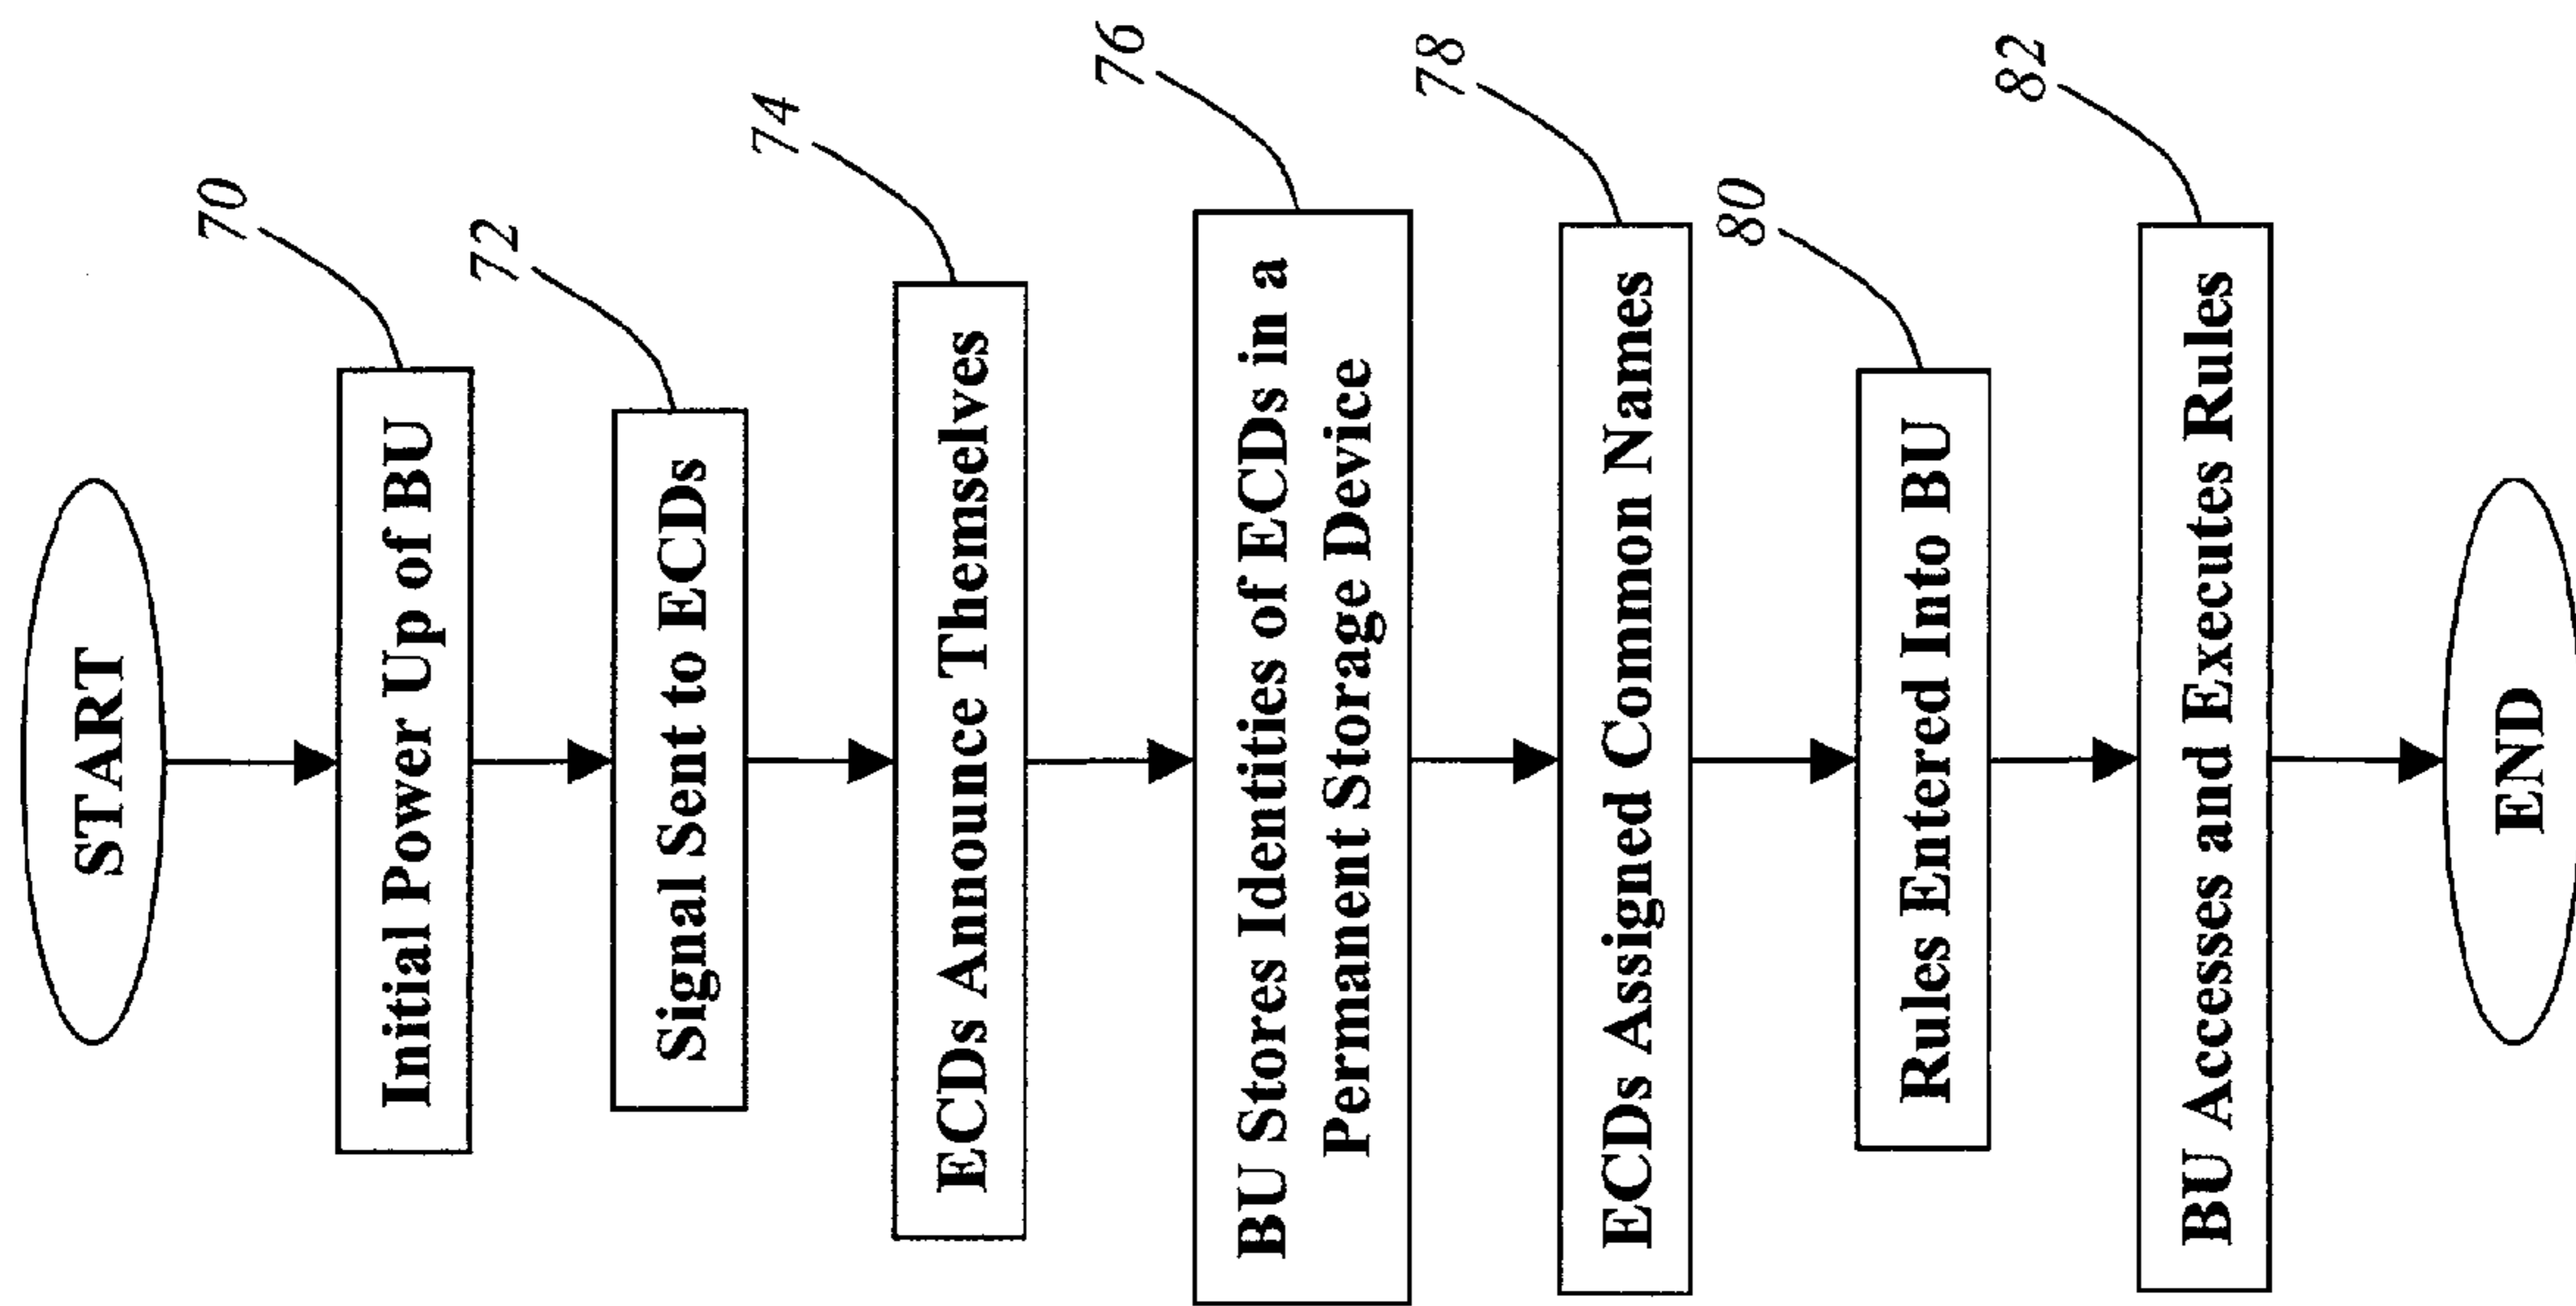 START
70
Initial Power Up of BU
72
Signal Sent to ECDs
74
ECDs Announce Themselves
76
BU Stores Identities of ECDs in a
Permanent Storage Device
78
ECDs Assigned Common Names
80
Rules Entered Into BU
82
BU Accesses and Executes Rules
END